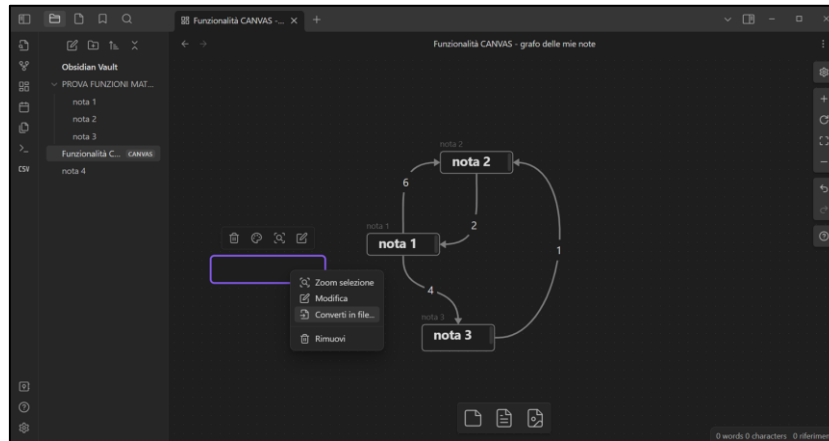 Funzionalità CANVAS -...
Funzionalità CANVAS - grafo delle mie note
Obsidian Vault
PROVA FUNZIONI MAT...
nota 1
nota 2
nota 3
Funzionalità C... CANVAS
nota 4
CSV
nota 2
nota 2
6
2
nota 1
nota 1
1
4
nota 3
nota 3
Zoom selezione
Modifica
Converti in file...
Rimuovi
0 words 0 characters 0 riferimen